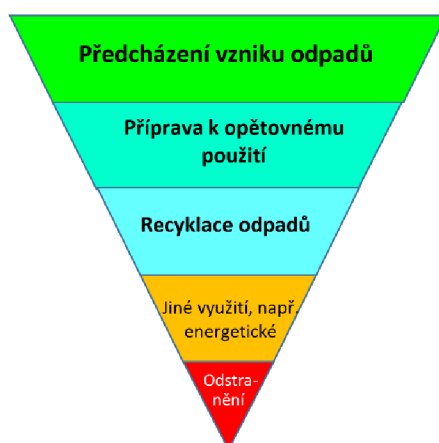 Předcházení vzniku odpadů
Příprava k opětovnému
použití
Recyklace odpadů
Jiné využití, např.
energetické
Odstra-
nění